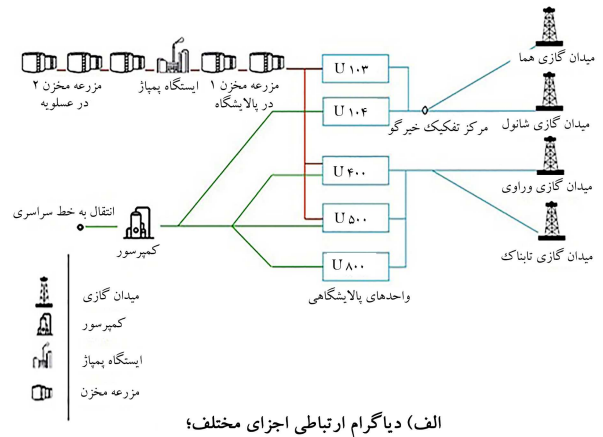 میدان گازی هما
U ۱۰۳
مزرعه مخزن ۲
در عسلویه
ایستگاه پمپاژ
مزرعه مخزن ۱
در پالایشگاه
U ۱۰۴
مرکز تفکیک خیرگو
میدان گازی شانول
U ۴۰۰
میدان گازی وراوی
انتقال به خط سراسری
U ۵۰۰
کمپرسور
میدان گازی تابناک
U ۸۰۰
واحدهای پالایشگاهی
میدان گازی
کمپرسور
ایستگاه پمپاژ
مزرعه مخزن
الف) دیاگرام ارتباطی اجزای مختلف؛